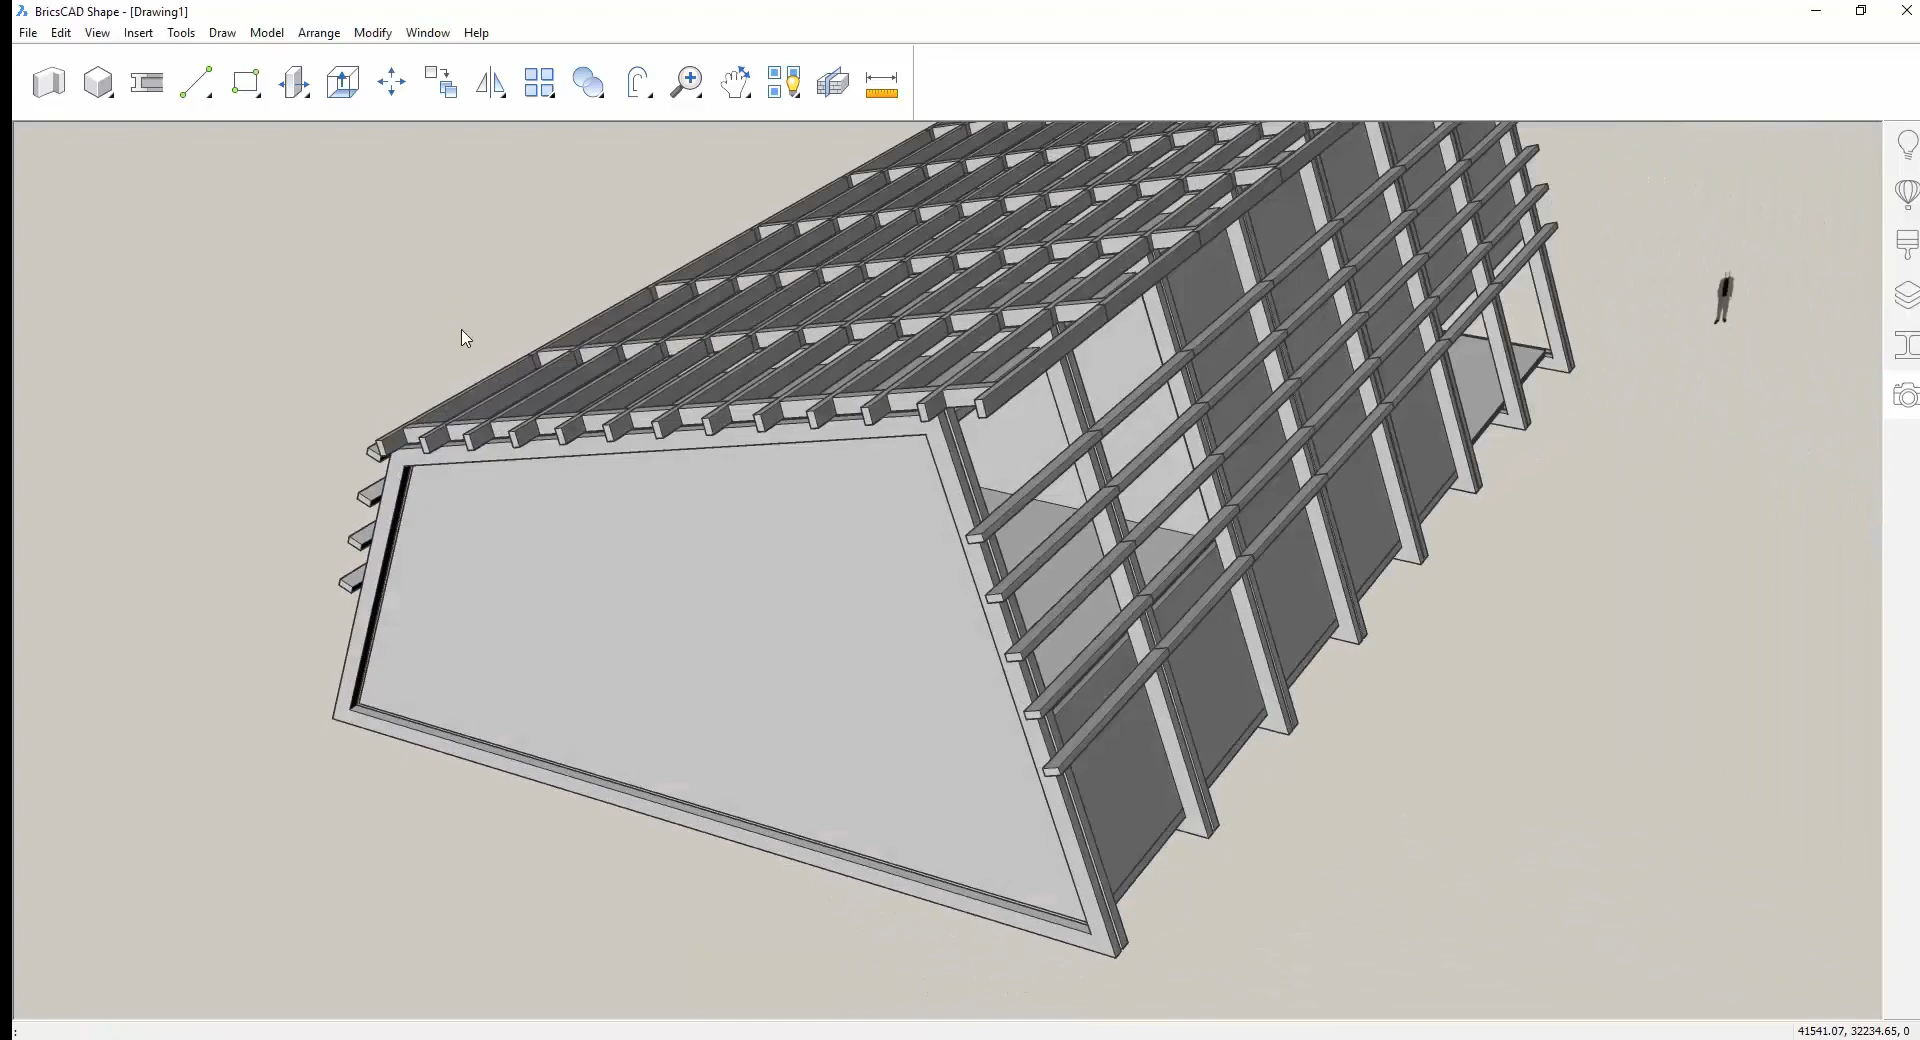 BricsCAD Shape - [Drawing1]
File Edit View Insert Tools Draw Model Arrange Modify Window Help
:
41541.07, 32234.65, 0